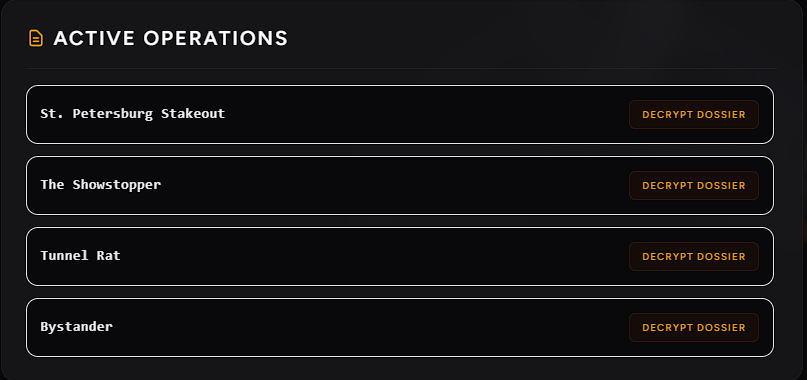 ACTIVE OPERATIONS
St. Petersburg Stakeout DECRYPT DOSSIER
The Showstopper DECRYPT DOSSIER
Tunnel Rat DECRYPT DOSSIER
Bystander DECRYPT DOSSIER